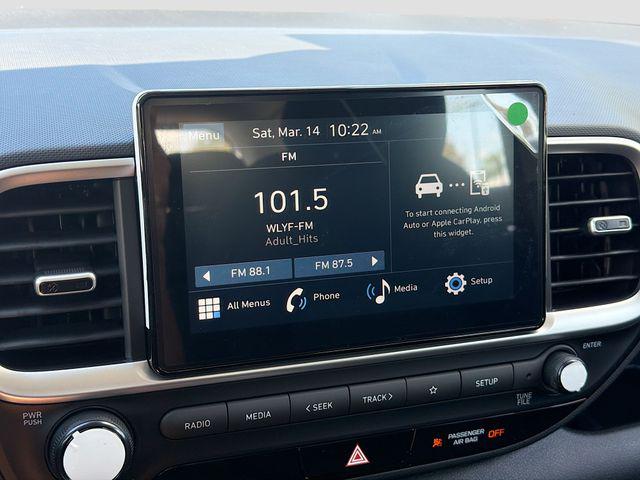 Menu
Sat, Mar. 14 10:22 AM
FM
101.5
WLYF-FM
Adult_Hits
To start connecting Android
Auto or Apple CarPlay, press
this widget.
FM 88.1
FM 87.5
All Menus
Phone
Media
Setup
PWR
PUSH
RADIO
MEDIA
< SEEK
TRACK >
SETUP
ENTER
TUNE
FILE
PASSENGER
AIR BAG OFF